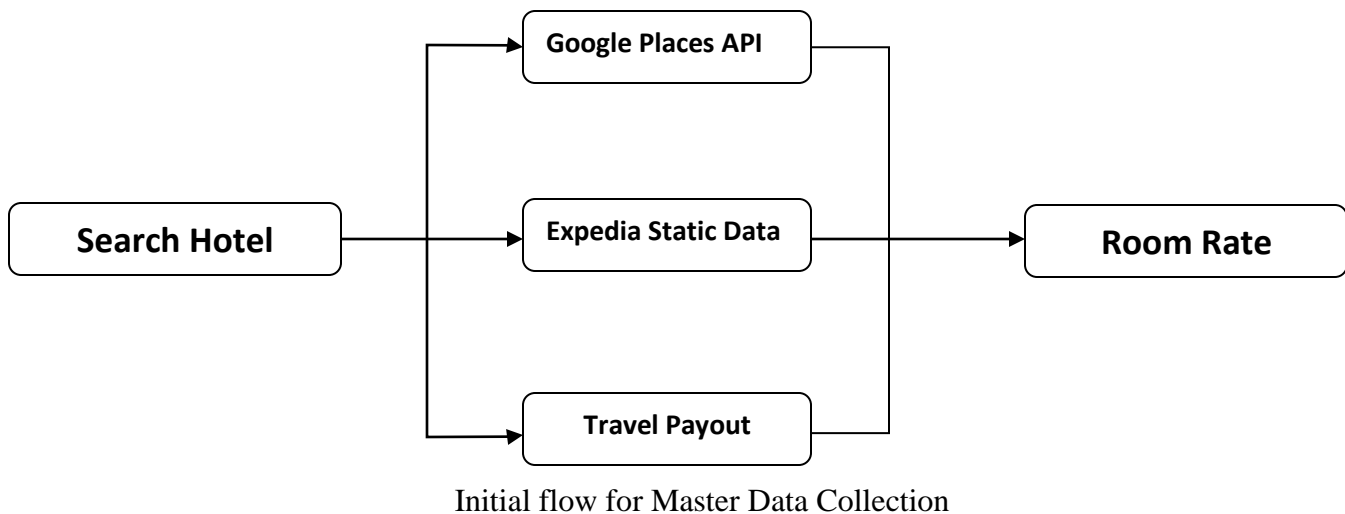 Google Places API
Search Hotel
Expedia Static Data
Room Rate
Travel Payout
Initial flow for Master Data Collection